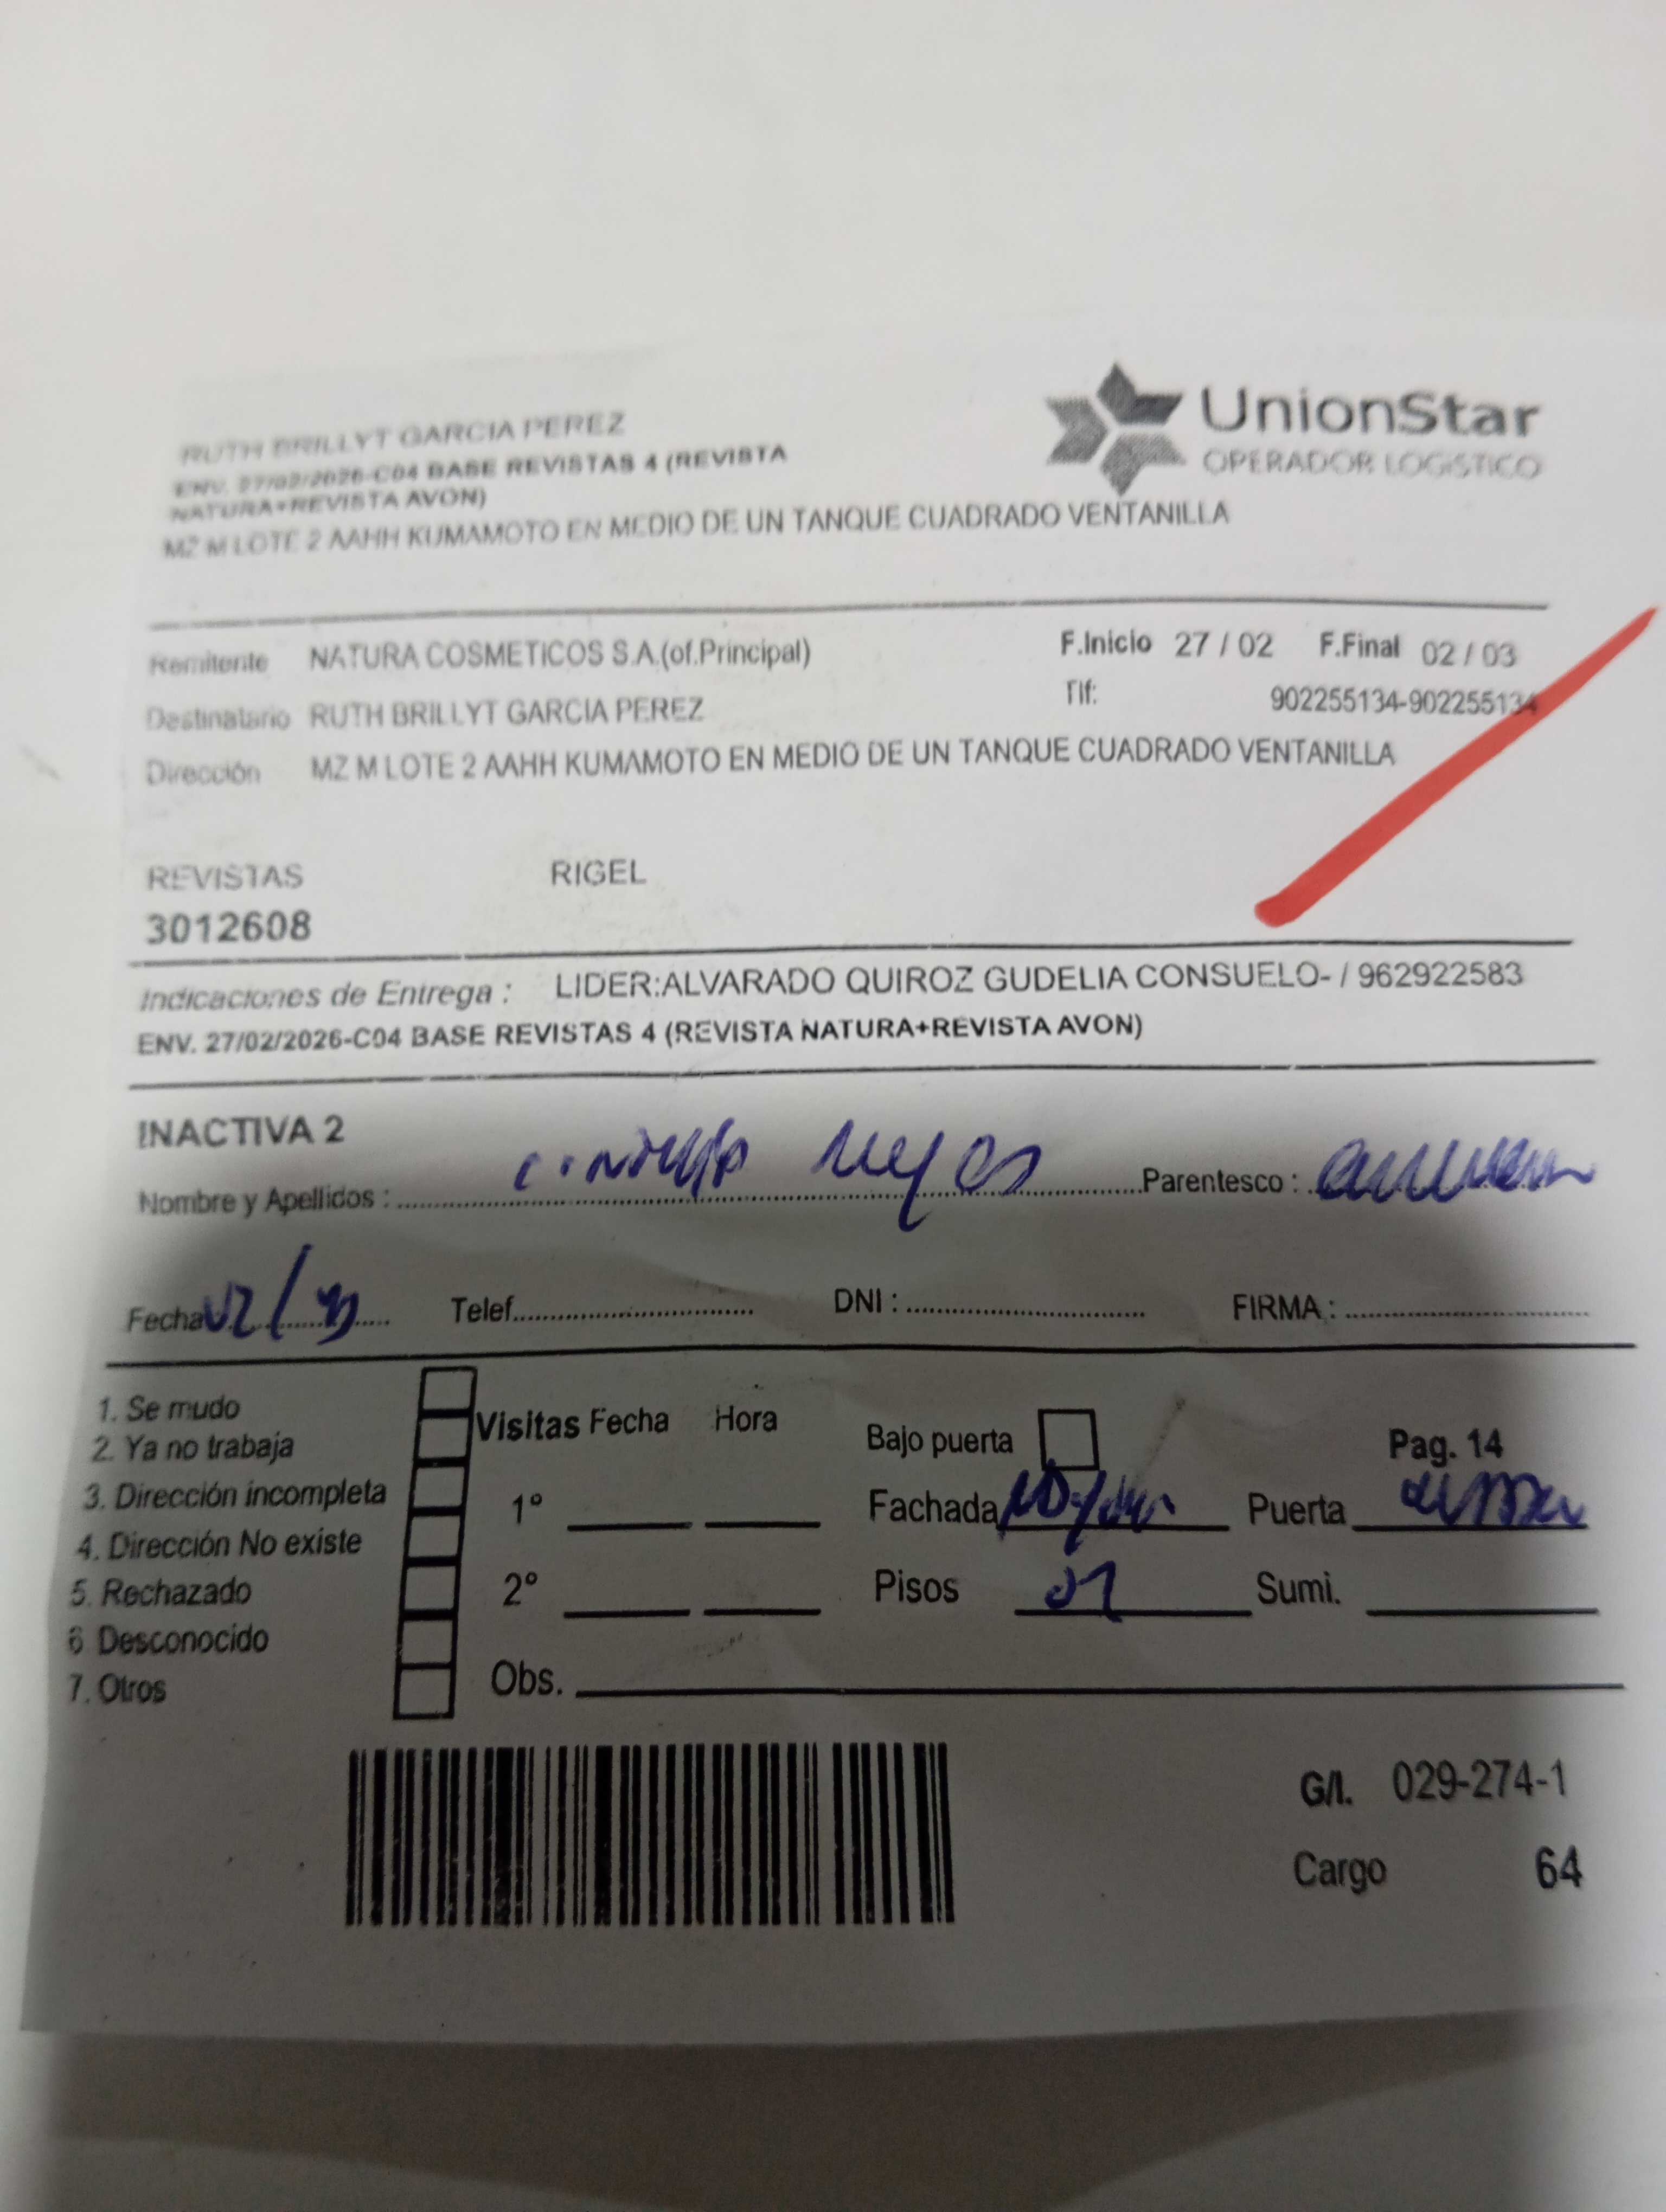 RUTH BRILLYT GARCIA PEREZ
ENV. 27/02/2026-C04 BASE REVISTAS 4 (REVISTA
NATURA+REVISTA AVON)
MZ M LOTE 2 AAHH KUMAMOTO EN MEDIO DE UN TANQUE CUADRADO VENTANILLA
UnionStar
OPERADOR LOGISTICO
Remitente NATURA COSMETICOS S.A.(of.Principal) F.Inicio 27 / 02 F.Final 02 / 03
Destinatario RUTH BRILLYT GARCIA PEREZ Tlf: 902255134-902255134
Dirección MZ M LOTE 2 AAHH KUMAMOTO EN MEDIO DE UN TANQUE CUADRADO VENTANILLA
REVISTAS RIGEL
3012608
Indicaciones de Entrega : LIDER:ALVARADO QUIROZ GUDELIA CONSUELO- / 962922583
ENV. 27/02/2026-C04 BASE REVISTAS 4 (REVISTA NATURA+REVISTA AVON)
INACTIVA 2
Nombre y Apellidos : Parentesco :
Fecha Telef. DNI : FIRMA :
1. Se mudo
2. Ya no trabaja
3. Dirección incompleta
4. Dirección No existe
5. Rechazado
6 Desconocido
7. Otros
Visitas Fecha Hora
1°
2°
Obs.
Bajo puerta Pag. 14
Fachada Puerta
Pisos 01 Sumi.
G/I. 029-274-1
Cargo 64